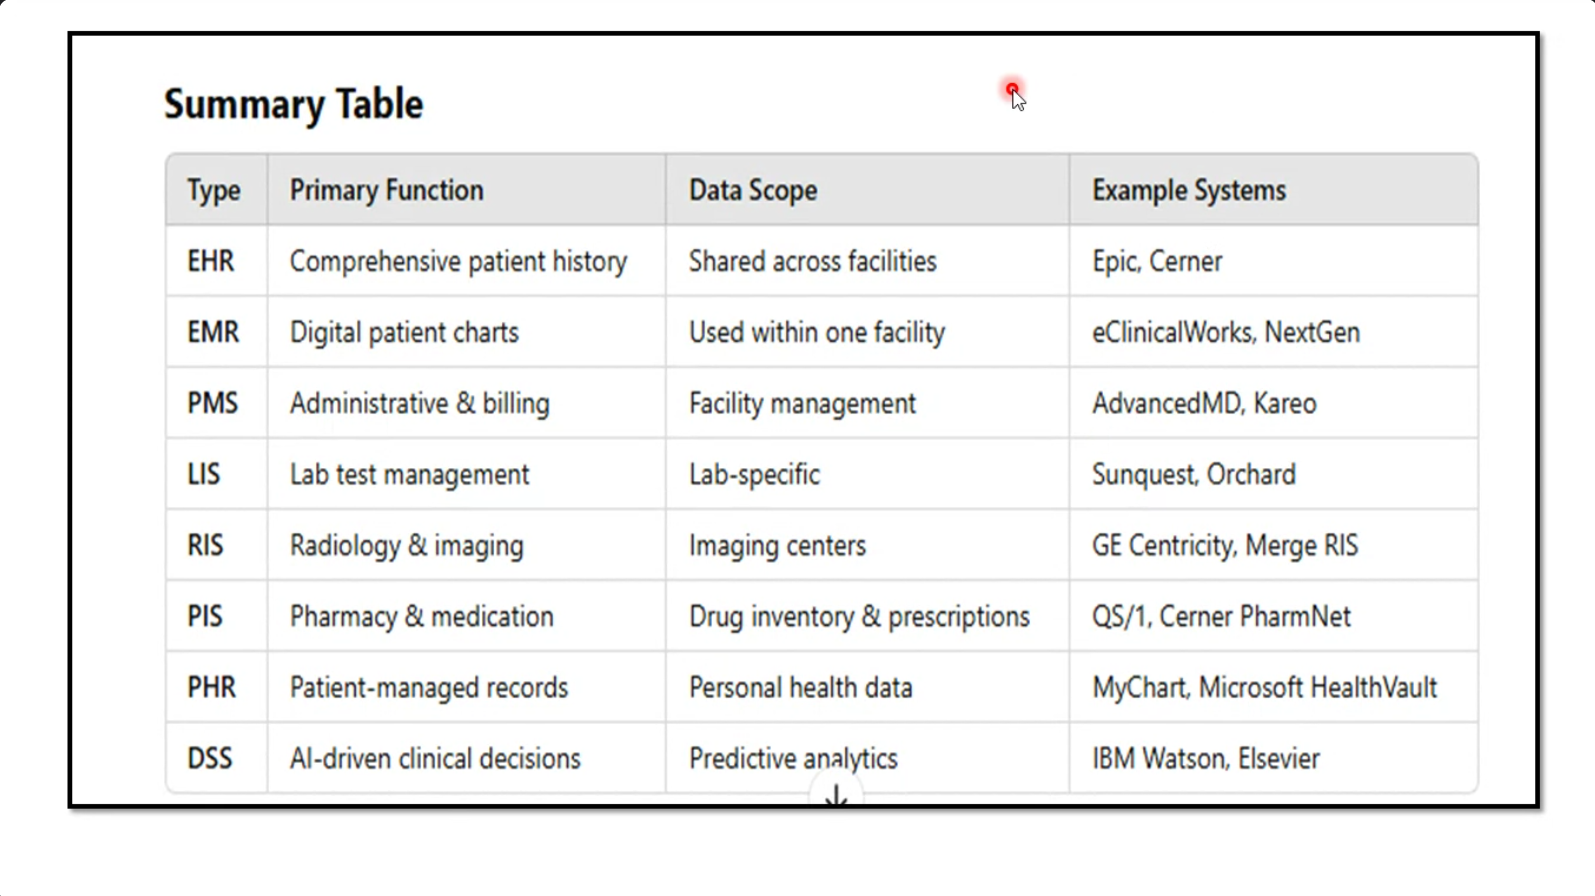 Summary Table
Type Primary Function Data Scope Example Systems
EHR Comprehensive patient history Shared across facilities Epic, Cerner
EMR Digital patient charts Used within one facility eClinicalWorks, NextGen
PMS Administrative & billing Facility management AdvancedMD, Kareo
LIS Lab test management Lab-specific Sunquest, Orchard
RIS Radiology & imaging Imaging centers GE Centricity, Merge RIS
PIS Pharmacy & medication Drug inventory & prescriptions QS/1, Cerner PharmNet
PHR Patient-managed records Personal health data MyChart, Microsoft HealthVault
DSS AI-driven clinical decisions Predictive analytics IBM Watson, Elsevier